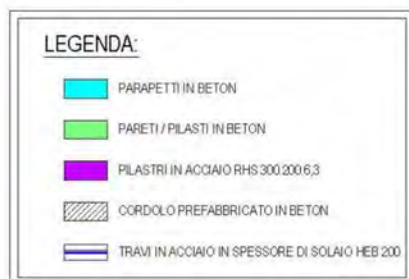 LEGENDA:
PARAPETTI IN BETON
PARETI / PILASTI IN BETON
PILASTRI IN ACCIAIO RHS 300.200.6,3
CORDOLO PREFABBRICATO IN BETON
TRAVI IN ACCIAIO IN SPESSORE DI SOLAIO HEB 200